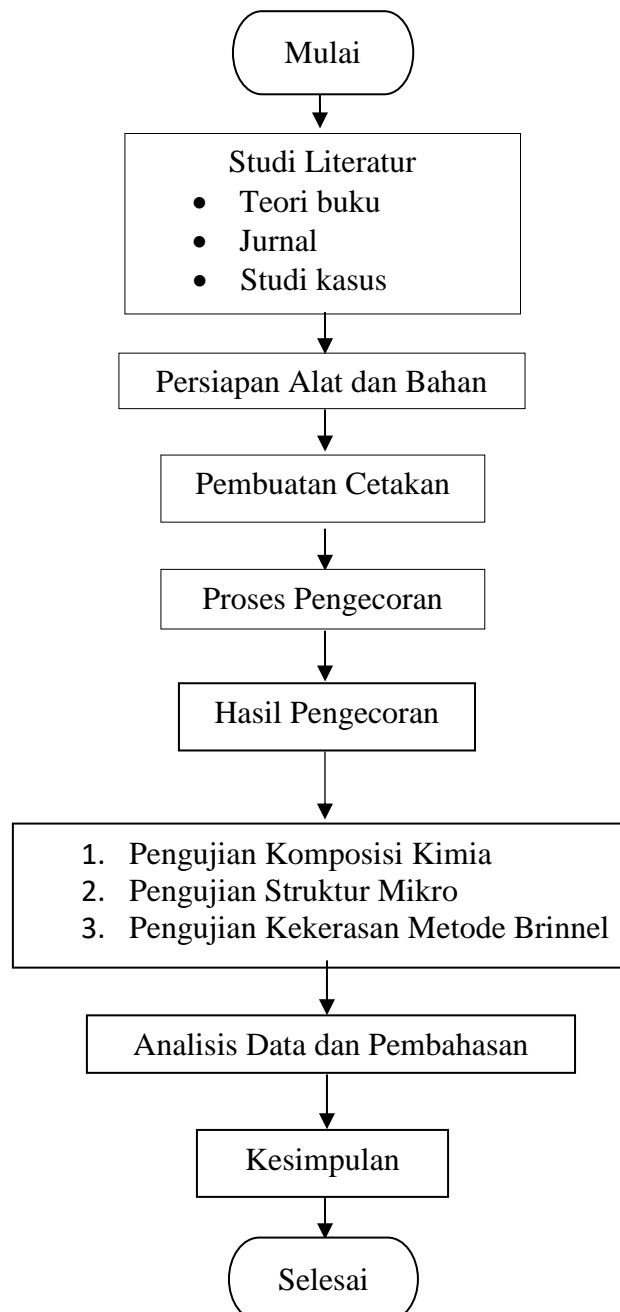 Mulai
Studi Literatur
• Teori buku
• Jurnal
• Studi kasus
Persiapan Alat dan Bahan
Pembuatan Cetakan
Proses Pengecoran
Hasil Pengecoran
1. Pengujian Komposisi Kimia
2. Pengujian Struktur Mikro
3. Pengujian Kekerasan Metode Brinnel
Analisis Data dan Pembahasan
Kesimpulan
Selesai